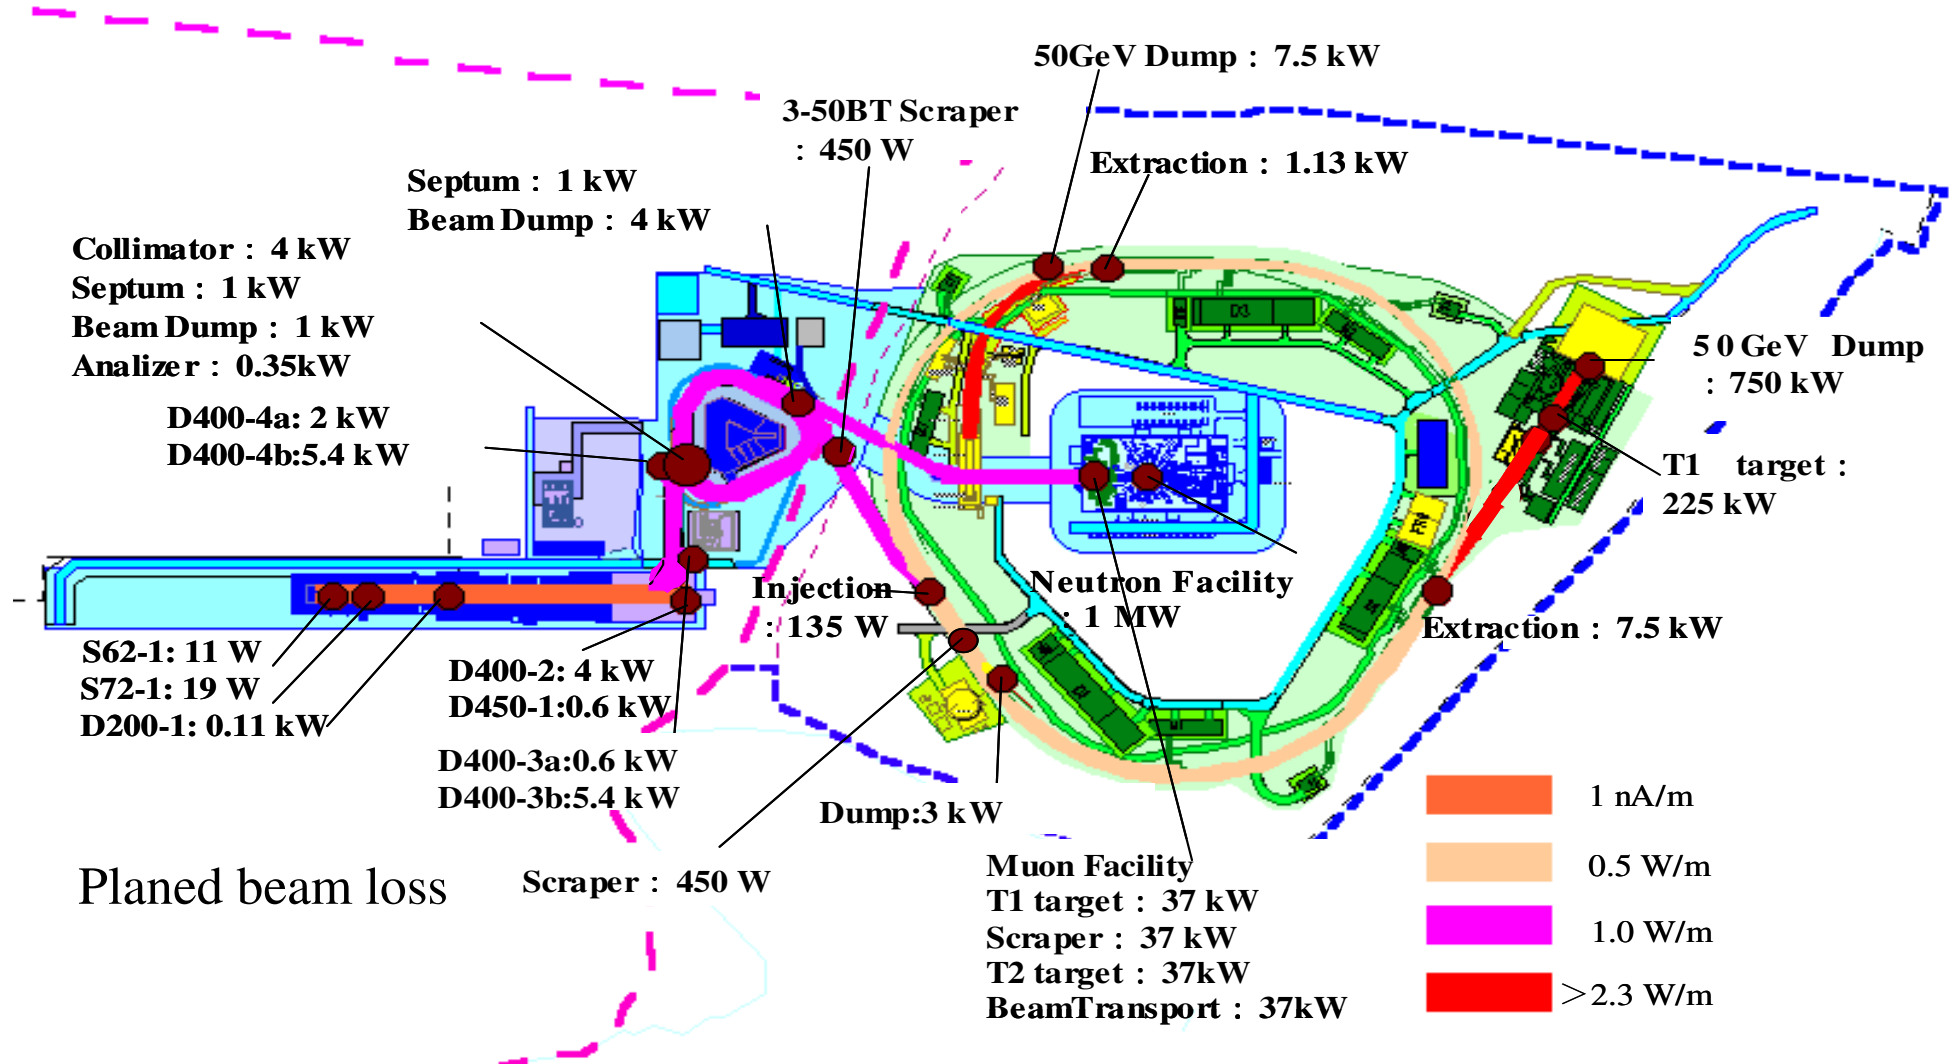 50GeV Dump : 7.5 kW
3-50BT Scraper
: 450 W
Extraction : 1.13 kW
Septum : 1 kW
Beam Dump : 4 kW
Collimator : 4 kW
Septum : 1 kW
Beam Dump : 1 kW
Analizer : 0.35kW
D400-4a: 2 kW
D400-4b:5.4 kW
50GeV Dump
: 750 kW
T1 target :
225 kW
Injection
: 135 W
Neutron Facility
: 1 MW
Extraction : 7.5 kW
S62-1: 11 W
S72-1: 19 W
D200-1: 0.11 kW
D400-2: 4 kW
D450-1:0.6 kW
D400-3a:0.6 kW
D400-3b:5.4 kW
Dump:3 kW
Scraper : 450 W
Planed beam loss
Muon Facility
T1 target : 37 kW
Scraper : 37 kW
T2 target : 37kW
BeamTransport : 37kW
1 nA/m
0.5 W/m
1.0 W/m
>2.3 W/m